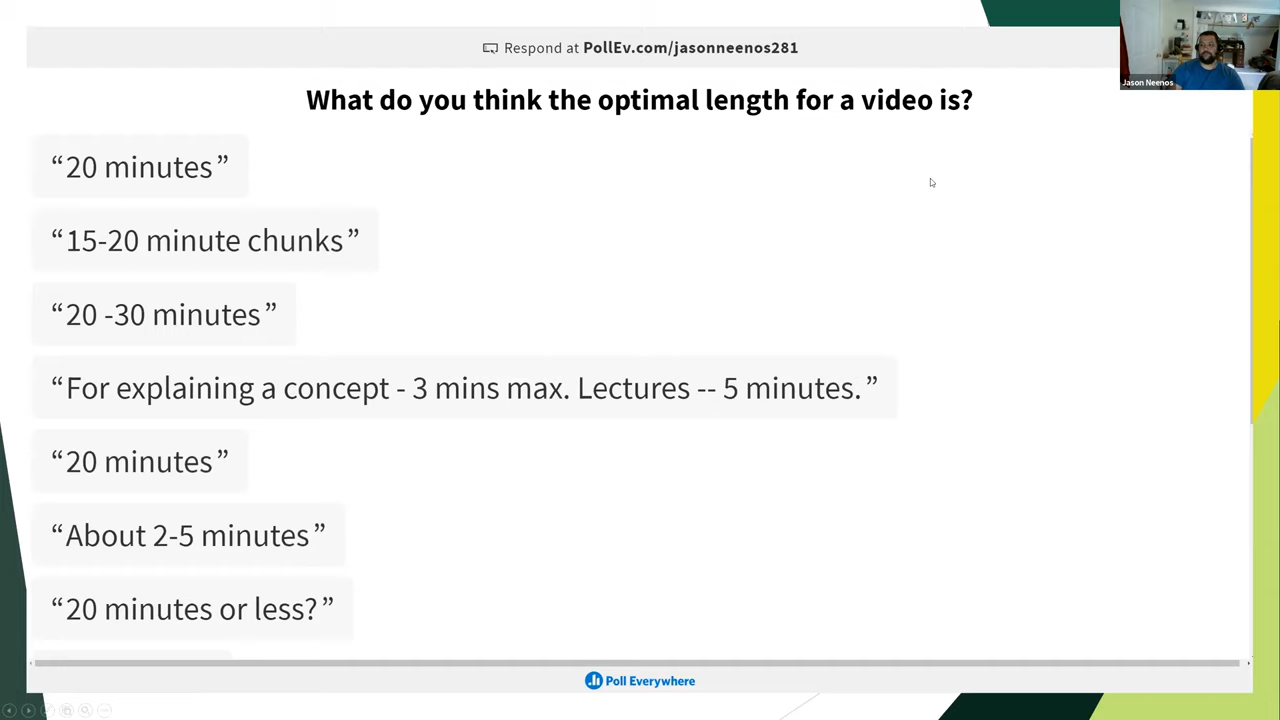 Respond at PollEv.com/jasonneenos281
Jason Neenos
What do you think the optimal length for a video is?
“20 minutes”
“15-20 minute chunks”
“20 -30 minutes”
“For explaining a concept - 3 mins max. Lectures -- 5 minutes.”
“20 minutes”
“About 2-5 minutes”
“20 minutes or less?”
Poll Everywhere